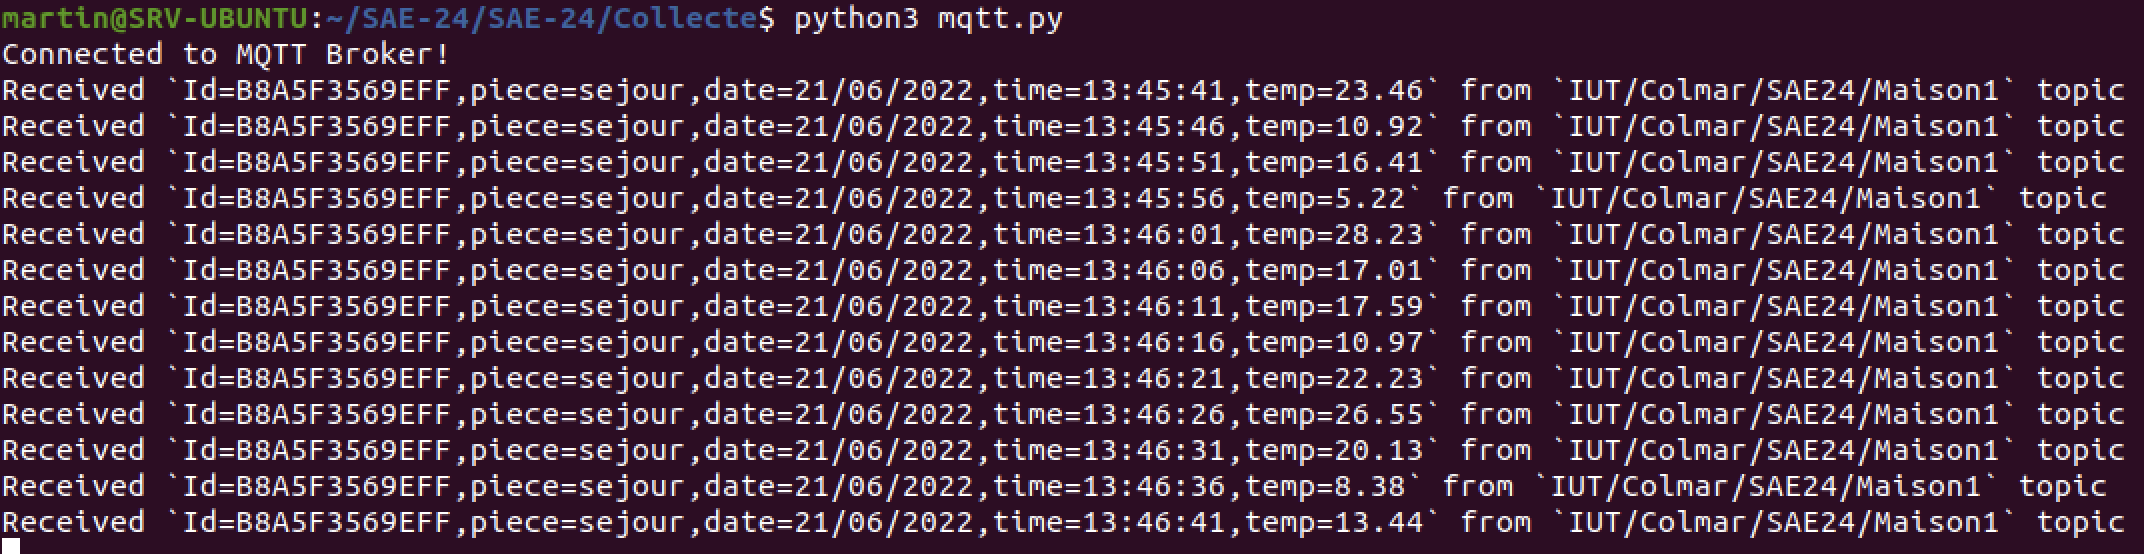 martin@SRV-UBUNTU:~/SAE-24/SAE-24/Collecte$ python3 mqtt.py
Connected to MQTT Broker!
Received `Id=B8A5F3569EFF,piece=sejour,date=21/06/2022,time=13:45:41,temp=23.46` from `IUT/Colmar/SAE24/Maison1` topic
Received `Id=B8A5F3569EFF,piece=sejour,date=21/06/2022,time=13:45:46,temp=10.92` from `IUT/Colmar/SAE24/Maison1` topic
Received `Id=B8A5F3569EFF,piece=sejour,date=21/06/2022,time=13:45:51,temp=16.41` from `IUT/Colmar/SAE24/Maison1` topic
Received `Id=B8A5F3569EFF,piece=sejour,date=21/06/2022,time=13:45:56,temp=5.22` from `IUT/Colmar/SAE24/Maison1` topic
Received `Id=B8A5F3569EFF,piece=sejour,date=21/06/2022,time=13:46:01,temp=28.23` from `IUT/Colmar/SAE24/Maison1` topic
Received `Id=B8A5F3569EFF,piece=sejour,date=21/06/2022,time=13:46:06,temp=17.01` from `IUT/Colmar/SAE24/Maison1` topic
Received `Id=B8A5F3569EFF,piece=sejour,date=21/06/2022,time=13:46:11,temp=17.59` from `IUT/Colmar/SAE24/Maison1` topic
Received `Id=B8A5F3569EFF,piece=sejour,date=21/06/2022,time=13:46:16,temp=10.97` from `IUT/Colmar/SAE24/Maison1` topic
Received `Id=B8A5F3569EFF,piece=sejour,date=21/06/2022,time=13:46:21,temp=22.23` from `IUT/Colmar/SAE24/Maison1` topic
Received `Id=B8A5F3569EFF,piece=sejour,date=21/06/2022,time=13:46:26,temp=26.55` from `IUT/Colmar/SAE24/Maison1` topic
Received `Id=B8A5F3569EFF,piece=sejour,date=21/06/2022,time=13:46:31,temp=20.13` from `IUT/Colmar/SAE24/Maison1` topic
Received `Id=B8A5F3569EFF,piece=sejour,date=21/06/2022,time=13:46:36,temp=8.38` from `IUT/Colmar/SAE24/Maison1` topic
Received `Id=B8A5F3569EFF,piece=sejour,date=21/06/2022,time=13:46:41,temp=13.44` from `IUT/Colmar/SAE24/Maison1` topic